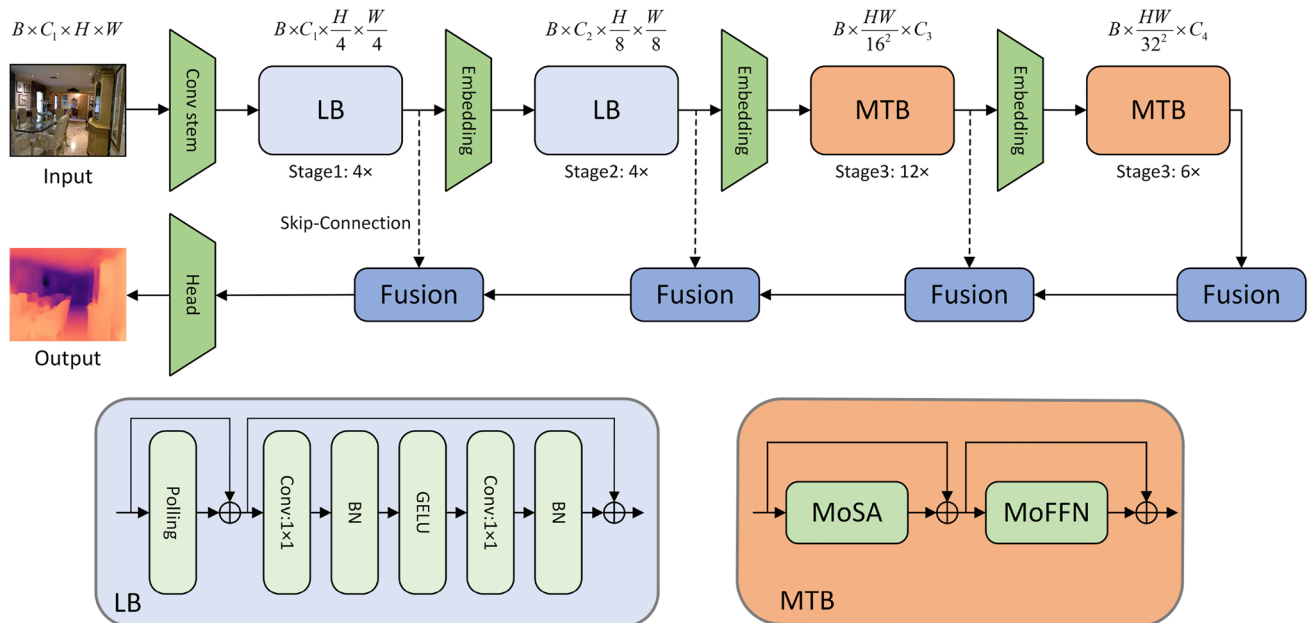 B×C₁×H×W
B×C₁×H/4×W/4
B×C₂×H/8×W/8
B×HW/16²×C₃
B×HW/32²×C₄
Conv stem
LB
Embedding
LB
Embedding
MTB
Embedding
MTB
Input
Stage1: 4×
Stage2: 4×
Stage3: 12×
Stage3: 6×
Skip-Connection
Head
Fusion
Fusion
Fusion
Fusion
Output
Polling
Conv:1×1
BN
GELU
Conv:1×1
BN
LB
MoSA
MoFFN
MTB